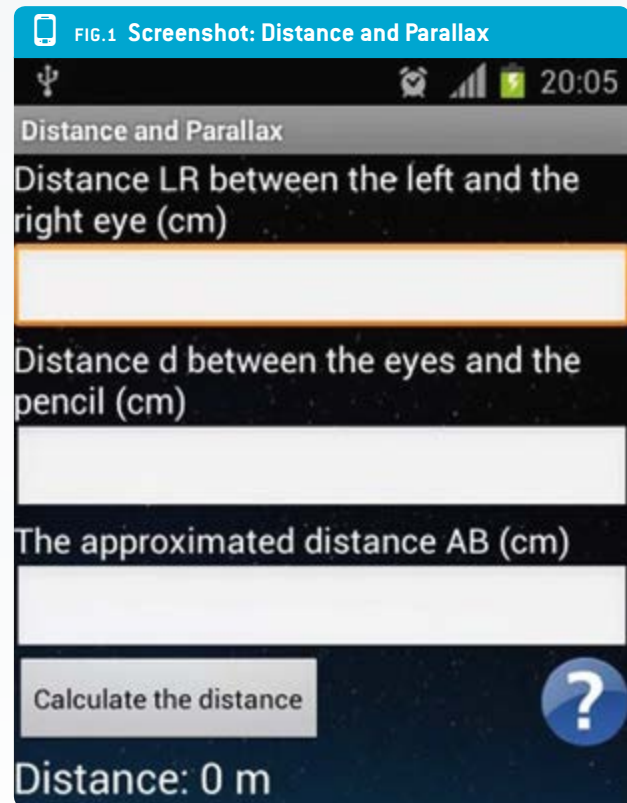 FIG.1 Screenshot: Distance and Parallax
20:05
Distance and Parallax
Distance LR between the left and the
right eye (cm)
Distance d between the eyes and the
pencil (cm)
The approximated distance AB (cm)
Calculate the distance
?
Distance: 0 m